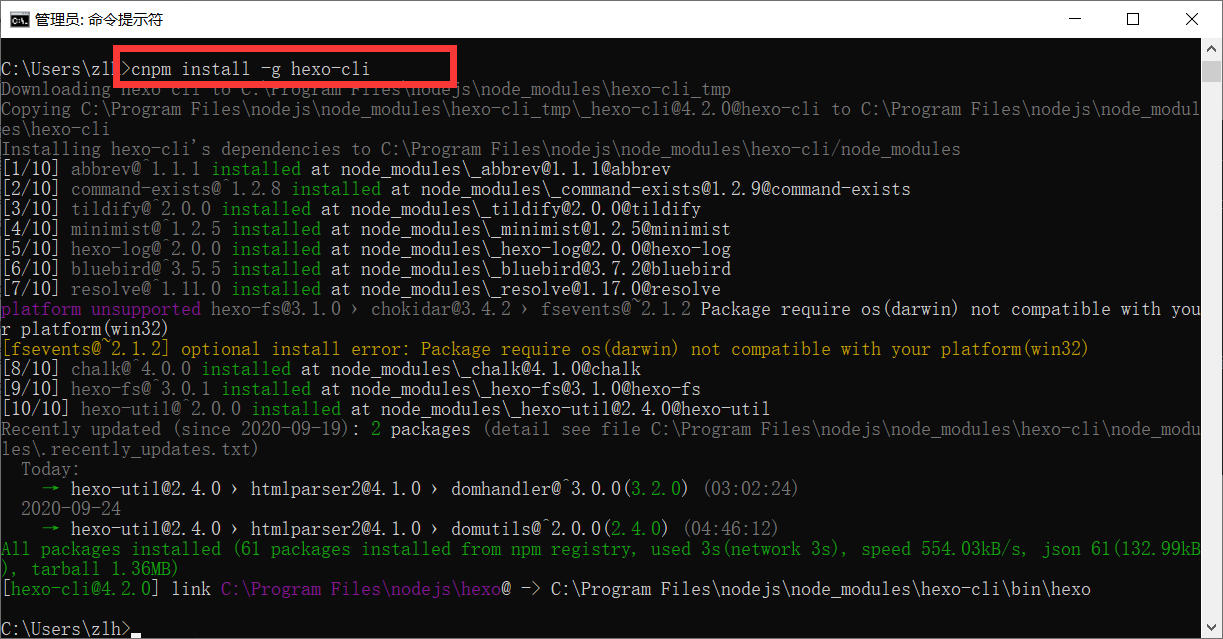 管理员: 命令提示符
C:\Users\zlh>cnpm install -g hexo-cli
Downloading hexo-cli to C:\Program Files\nodejs\node_modules\hexo-cli_tmp
Copying C:\Program Files\nodejs\node_modules\hexo-cli_tmp\_hexo-cli@4.2.0@hexo-cli to C:\Program Files\nodejs\node_modul
es\hexo-cli
Installing hexo-cli's dependencies to C:\Program Files\nodejs\node_modules\hexo-cli/node_modules
[1/10] abbrev@^1.1.1 installed at node_modules\_abbrev@1.1.1@abbrev
[2/10] command-exists@^1.2.8 installed at node_modules\_command-exists@1.2.9@command-exists
[3/10] tildify@^2.0.0 installed at node_modules\_tildify@2.0.0@tildify
[4/10] minimist@^1.2.5 installed at node_modules\_minimist@1.2.5@minimist
[5/10] hexo-log@^2.0.0 installed at node_modules\_hexo-log@2.0.0@hexo-log
[6/10] bluebird@^3.5.5 installed at node_modules\_bluebird@3.7.2@bluebird
[7/10] resolve@^1.11.0 installed at node_modules\_resolve@1.17.0@resolve
platform unsupported hexo-fs@3.1.0 › chokidar@3.4.2 › fsevents@~2.1.2 Package require os(darwin) not compatible with you
r platform(win32)
[fsevents@~2.1.2] optional install error: Package require os(darwin) not compatible with your platform(win32)
[8/10] chalk@^4.0.0 installed at node_modules\_chalk@4.1.0@chalk
[9/10] hexo-fs@^3.0.1 installed at node_modules\_hexo-fs@3.1.0@hexo-fs
[10/10] hexo-util@^2.0.0 installed at node_modules\_hexo-util@2.4.0@hexo-util
Recently updated (since 2020-09-19): 2 packages (detail see file C:\Program Files\nodejs\node_modules\hexo-cli\node_modu
les\.recently_updates.txt)
Today:
→ hexo-util@2.4.0 › htmlparser2@4.1.0 › domhandler@^3.0.0(3.2.0) (03:02:24)
2020-09-24
→ hexo-util@2.4.0 › htmlparser2@4.1.0 › domutils@^2.0.0(2.4.0) (04:46:12)
All packages installed (61 packages installed from npm registry, used 3s(network 3s), speed 554.03kB/s, json 61(132.99kB
), tarball 1.36MB)
[hexo-cli@4.2.0] link C:\Program Files\nodejs\hexo@ -> C:\Program Files\nodejs\node_modules\hexo-cli\bin\hexo
C:\Users\zlh>